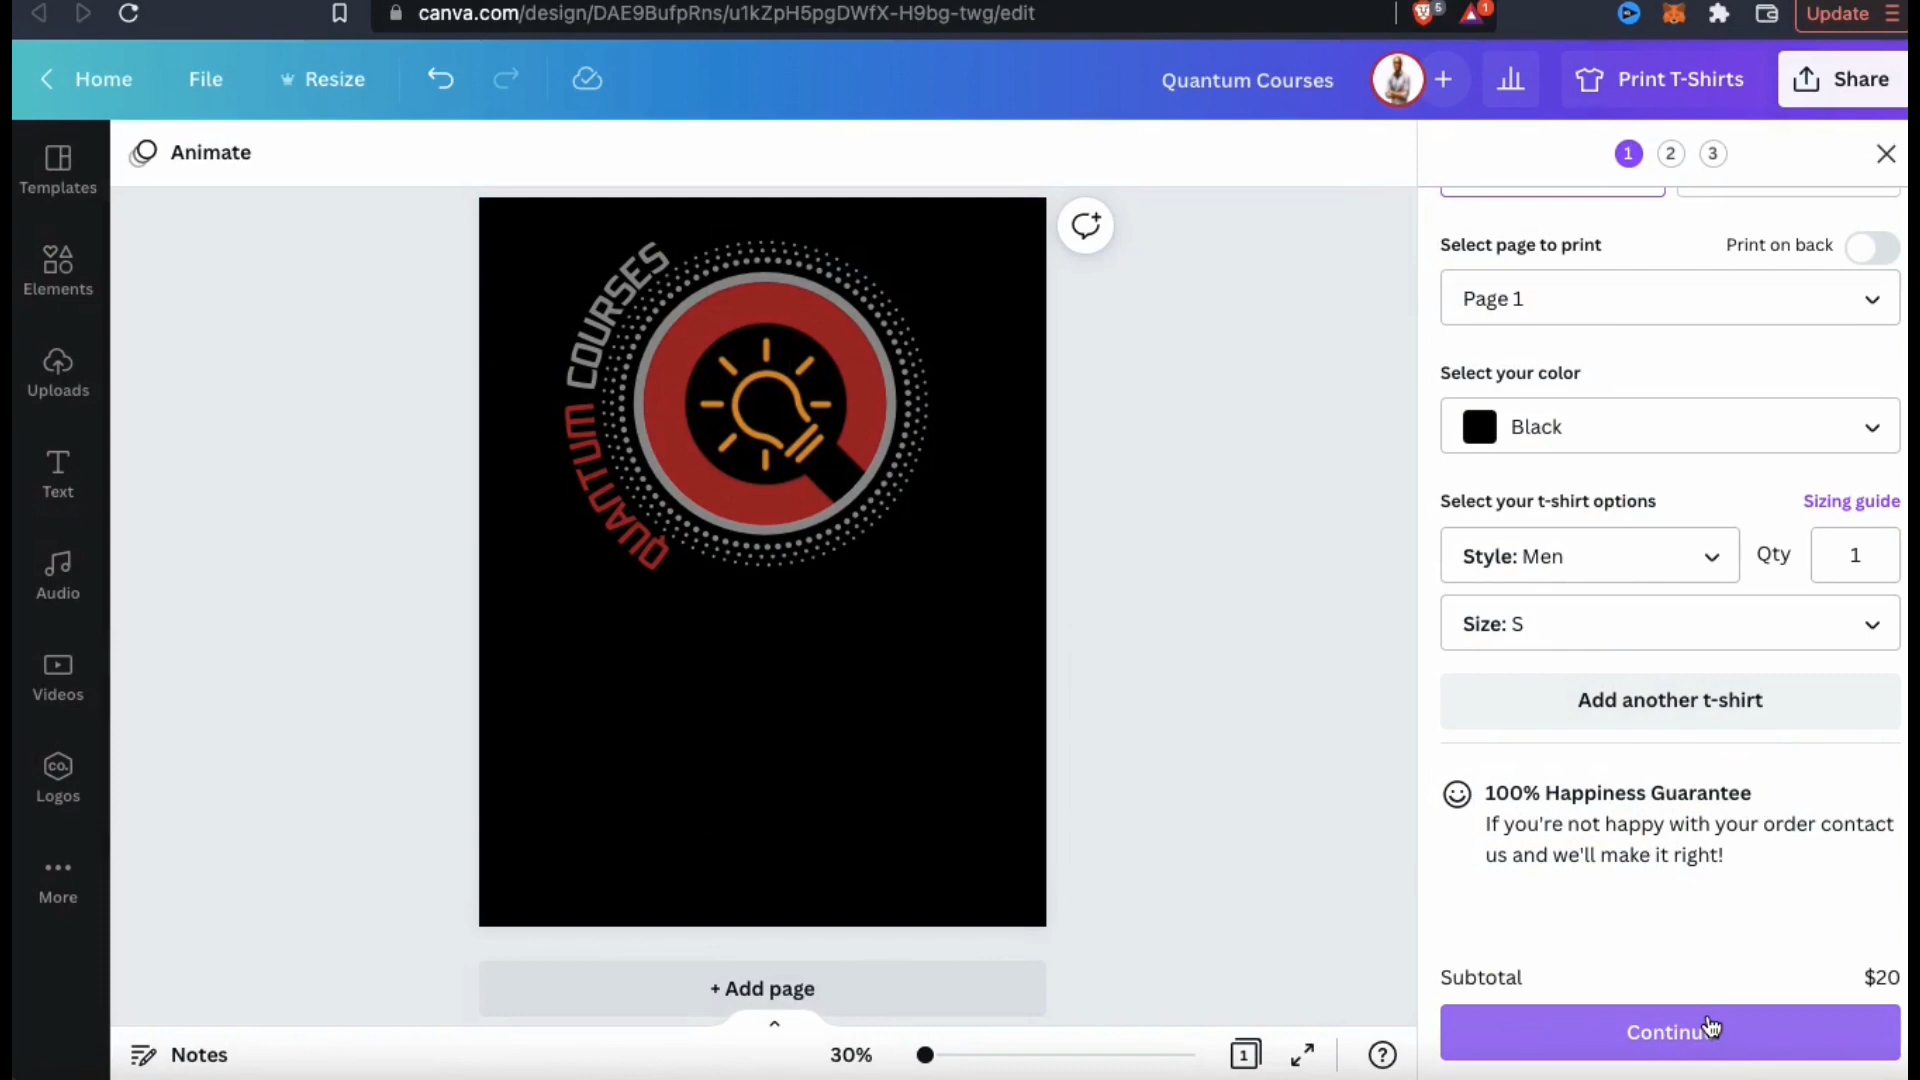 canva.com/design/DAE9BufpRns/u1kZpH5pgDWfX-H9bg-twg/edit
5
1
Update
Home
File
Resize
Quantum Courses
Print T-Shirts
Share
Templates
Elements
Uploads
Text
Audio
Videos
CO.
Logos
More
Animate
QUANTUM COURSES
+ Add page
Notes
30%
1
?
1 2 3
Select page to print
Print on back
Page 1
Select your color
Black
Select your t-shirt options
Sizing guide
Style: Men
Qty
1
Size: S
Add another t-shirt
100% Happiness Guarantee
If you're not happy with your order contact
us and we'll make it right!
Subtotal
$20
Continue